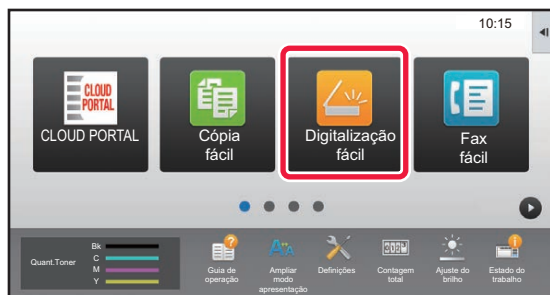 10:15
CLOUD
PORTAL
CLOUD PORTAL
Cópia
fácil
Digitalização
fácil
Fax
fácil
Quant.Toner
Bk
C
M
Y
Guia de
operação
Ampliar
modo
apresentação
Definições
Contagem
total
Ajuste do
brilho
Estado do
trabalho